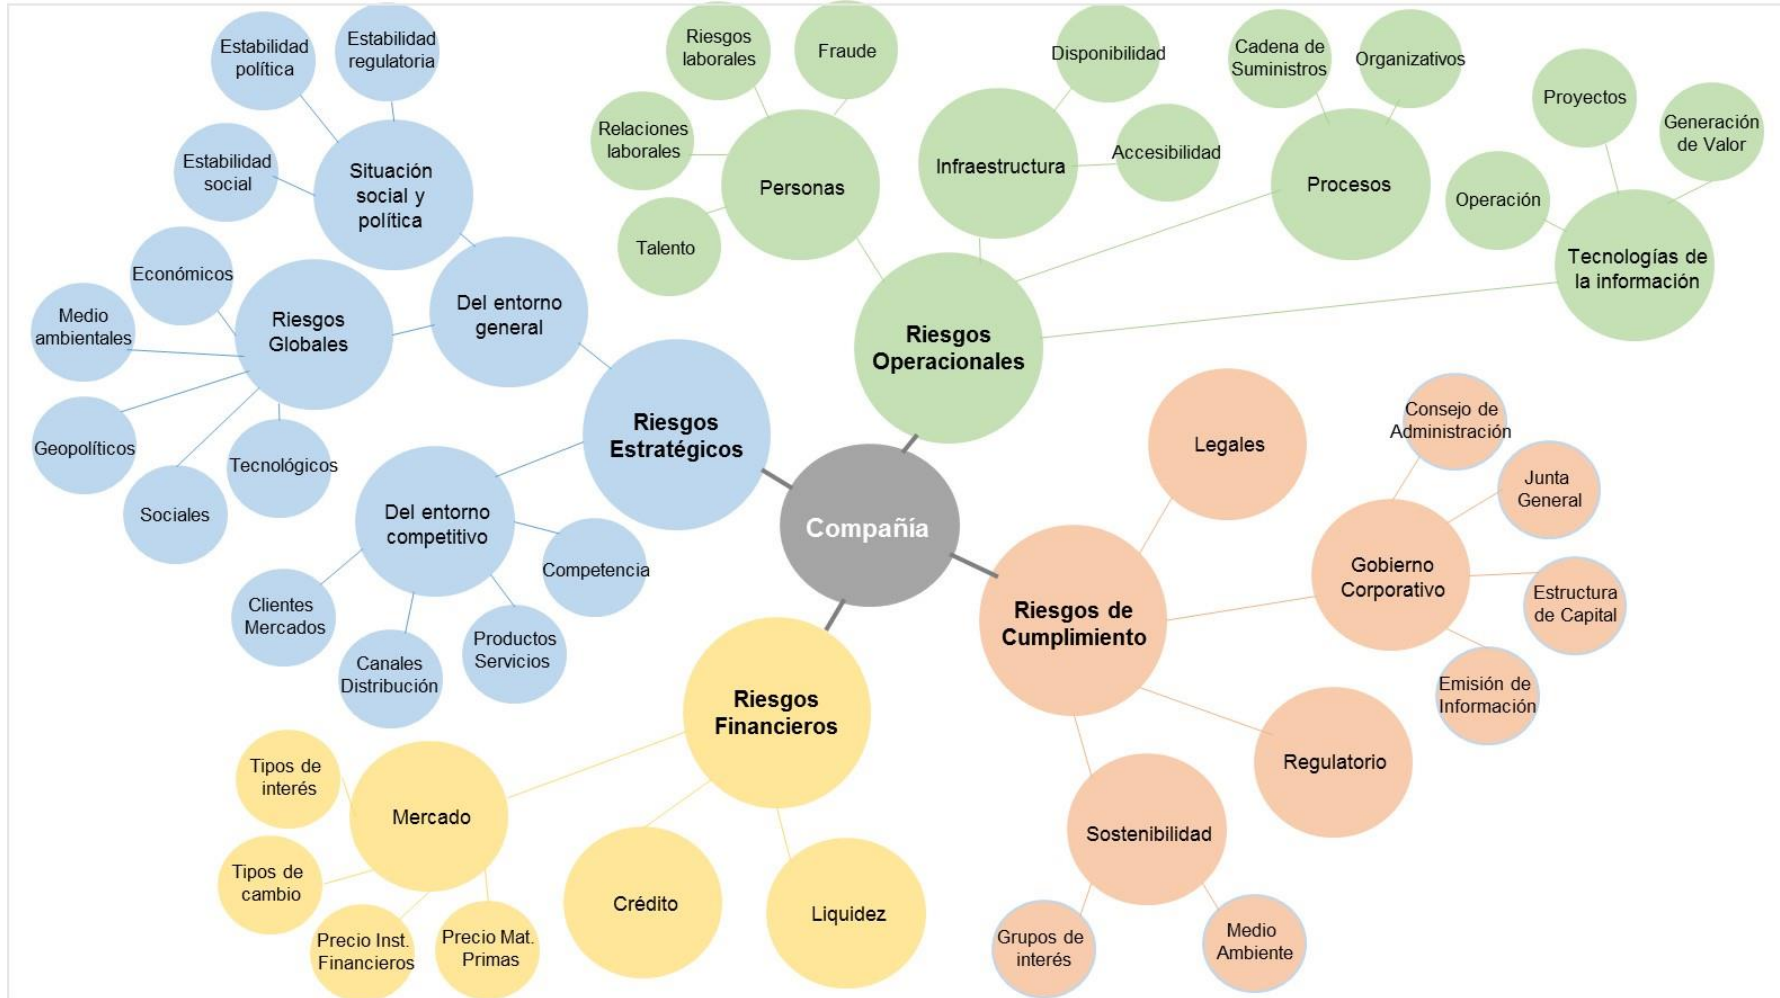 Compañía
Riesgos
Estratégicos
Del entorno
general
Situación
social y
política
Estabilidad
política
Estabilidad
regulatoria
Estabilidad
social
Riesgos
Globales
Económicos
Medio
ambientales
Geopolíticos
Sociales
Tecnológicos
Del entorno
competitivo
Clientes
Mercados
Canales
Distribución
Productos
Servicios
Competencia
Riesgos
Operacionales
Personas
Riesgos
laborales
Fraude
Relaciones
laborales
Talento
Infraestructura
Disponibilidad
Accesibilidad
Procesos
Cadena de
Suministros
Organizativos
Tecnologías de
la información
Proyectos
Generación
de Valor
Operación
Riesgos de
Cumplimiento
Legales
Gobierno
Corporativo
Consejo de
Administración
Junta
General
Estructura
de Capital
Emisión de
Información
Regulatorio
Sostenibilidad
Grupos de
interés
Medio
Ambiente
Riesgos
Financieros
Mercado
Tipos de
interés
Tipos de
cambio
Precio Inst.
Financieros
Precio Mat.
Primas
Crédito
Liquidez